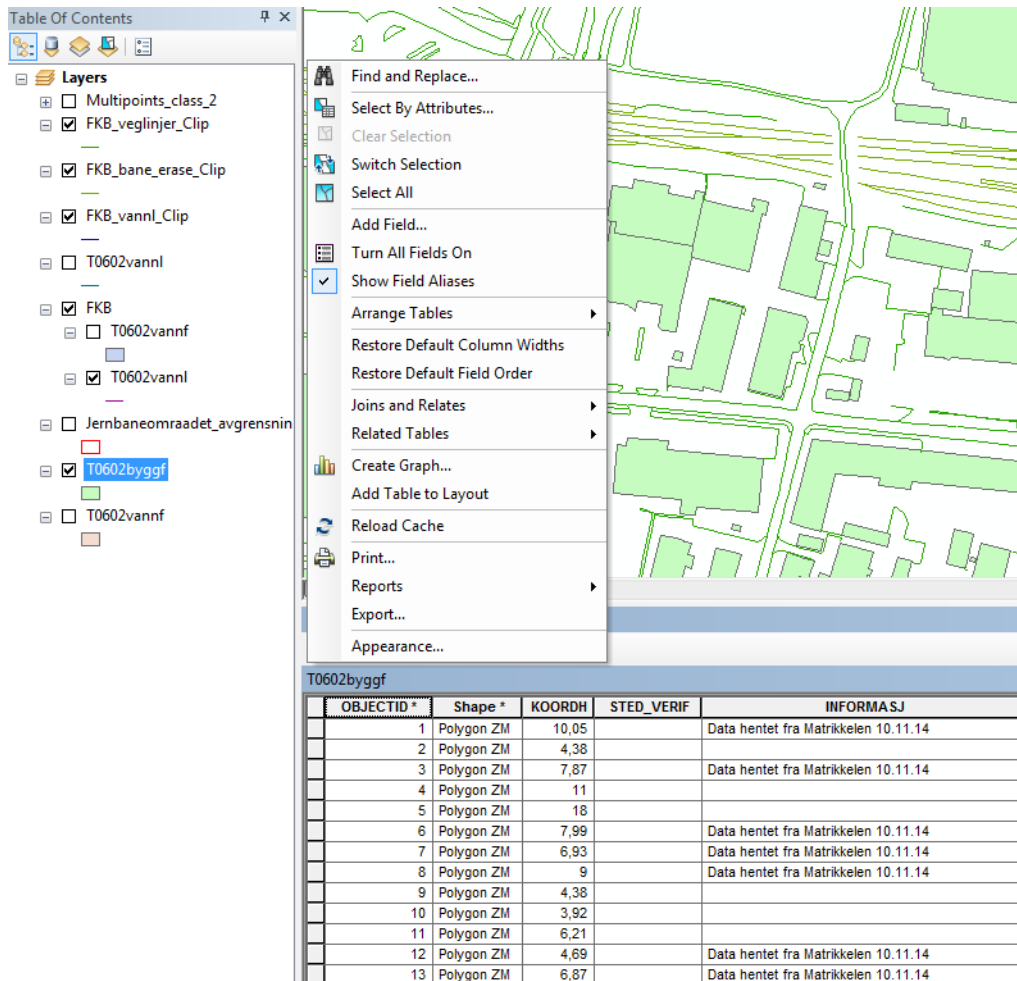 Table Of Contents
Layers
Multipoints_class_2
FKB_veglinjer_Clip
FKB_bane_erase_Clip
FKB_vannl_Clip
T0602vannl
FKB
T0602vannf
T0602vannl
Jernbaneomraadet_avgrensnin
T0602byggf
T0602vannf
Find and Replace...
Select By Attributes...
Clear Selection
Switch Selection
Select All
Add Field...
Turn All Fields On
Show Field Aliases
Arrange Tables
Restore Default Column Widths
Restore Default Field Order
Joins and Relates
Related Tables
Create Graph...
Add Table to Layout
Reload Cache
Print...
Reports
Export...
Appearance...
T0602byggf
OBJECTID * Shape * KOORDH STED_VERIF INFORMASJ
1 Polygon ZM 10,05 Data hentet fra Matrikkelen 10.11.14
2 Polygon ZM 4,38
3 Polygon ZM 7,87 Data hentet fra Matrikkelen 10.11.14
4 Polygon ZM 11
5 Polygon ZM 18
6 Polygon ZM 7,99 Data hentet fra Matrikkelen 10.11.14
7 Polygon ZM 6,93 Data hentet fra Matrikkelen 10.11.14
8 Polygon ZM 9 Data hentet fra Matrikkelen 10.11.14
9 Polygon ZM 4,38
10 Polygon ZM 3,92
11 Polygon ZM 6,21
12 Polygon ZM 4,69 Data hentet fra Matrikkelen 10.11.14
13 Polygon ZM 6,87 Data hentet fra Matrikkelen 10.11.14